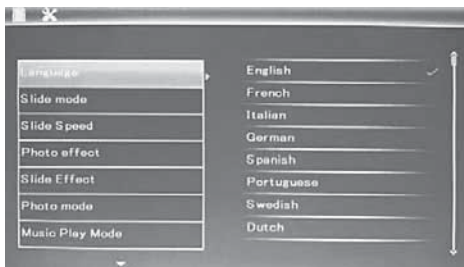 Language
Slide mode
Slide Speed
Photo effect
Slide Effect
Photo mode
Music Play Mode
English
French
Italian
German
Spanish
Portuguese
Swedish
Dutch